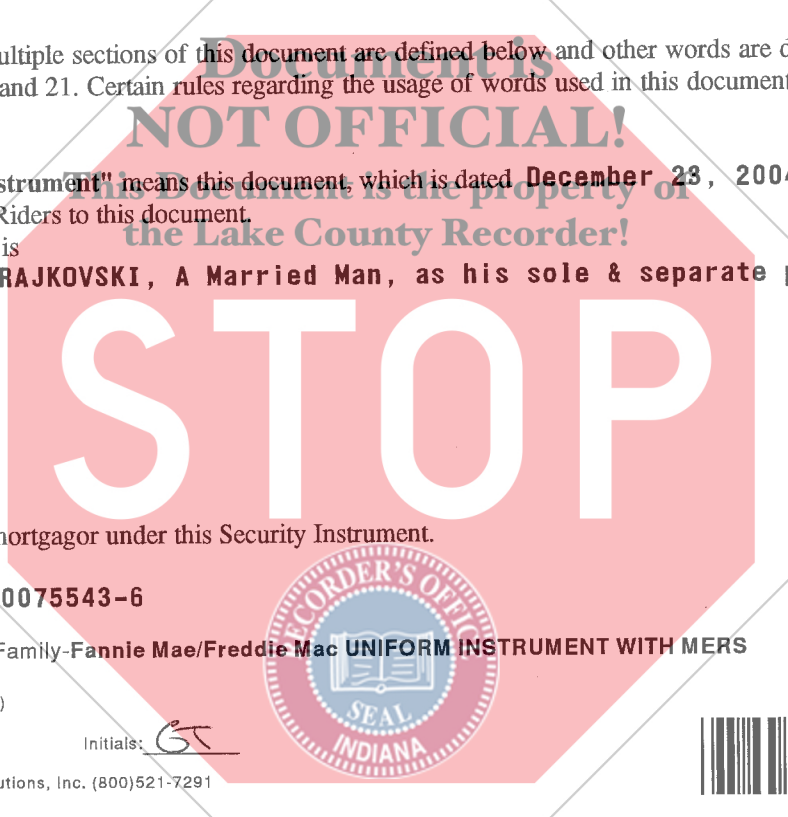 ultiple sections of this document are defined below and other words are d
Document is
and 21. Certain rules regarding the usage of words used in this document
NOT OFFICIAL!
strument" means this document, which is dated December 23, 2004
This Document is the property of
Riders to this document.
the Lake County Recorder!
is
RAJKOVSKI, A Married Man, as his sole & separate p
STOP
mortgagor under this Security Instrument.
RECORDER'S OFFICE
0075543-6
Family-Fannie Mae/Freddie Mac UNIFORM INSTRUMENT WITH MERS
)
SEAL
Initials: GT
INDIANA
utions, Inc. (800)521-7291